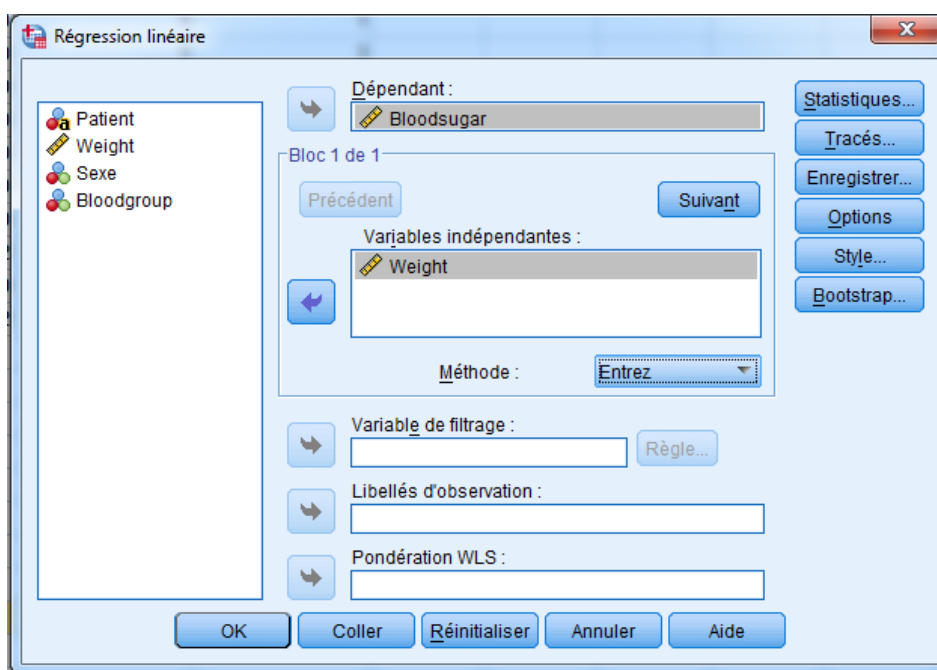 Régression linéaire
Patient
Weight
Sexe
Bloodgroup
Dépendant :
Bloodsugar
Bloc 1 de 1
Précédent
Suivant
Variables indépendantes :
Weight
Méthode :
Entrez
Variable de filtrage :
Règle...
Libellés d'observation :
Pondération WLS :
Statistiques...
Tracés...
Enregistrer...
Options
Style...
Bootstrap...
OK
Coller
Réinitialiser
Annuler
Aide